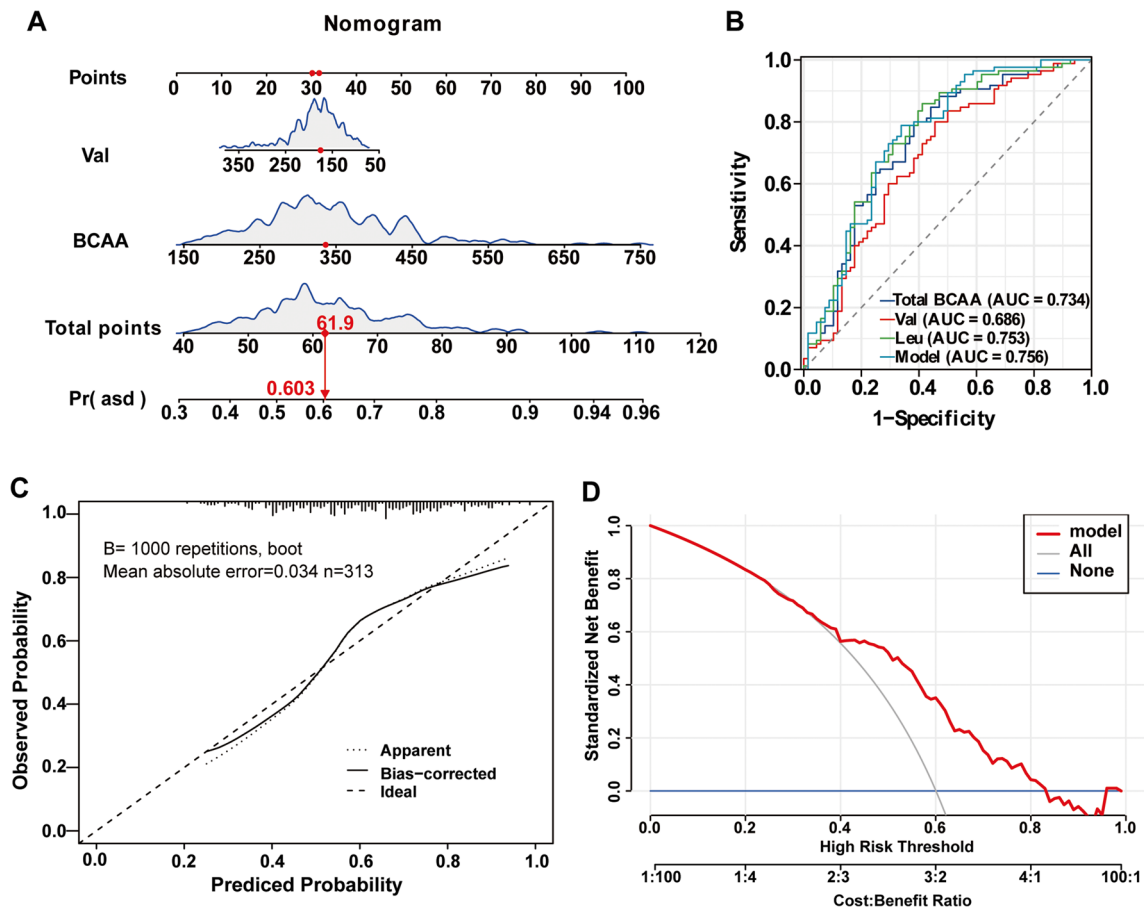 A
Nomogram
Points
0 10 20 30 40 50 60 70 80 90 100
Val
350 250 150 50
BCAA
150 250 350 450 550 650 750
Total points
61.9
40 50 60 70 80 90 100 110 120
0.603
Pr( asd )
0.3 0.4 0.5 0.6 0.7 0.8 0.9 0.94 0.96
B
Sensitivity
1.0
0.8
0.6
0.4
0.2
0.0
Total BCAA (AUC = 0.734)
Val (AUC = 0.686)
Leu (AUC = 0.753)
Model (AUC = 0.756)
0.0 0.2 0.4 0.6 0.8 1.0
1−Specificity
C
Observed Probability
1.0
0.8
0.6
0.4
0.2
0.0
B= 1000 repetitions, boot
Mean absolute error=0.034 n=313
Apparent
Bias−corrected
Ideal
0.0 0.2 0.4 0.6 0.8 1.0
Prediced Probability
D
Standardized Net Benefit
1.0
0.8
0.6
0.4
0.2
0.0
model
All
None
0.0 0.2 0.4 0.6 0.8 1.0
High Risk Threshold
1:100 1:4 2:3 3:2 4:1 100:1
Cost:Benefit Ratio